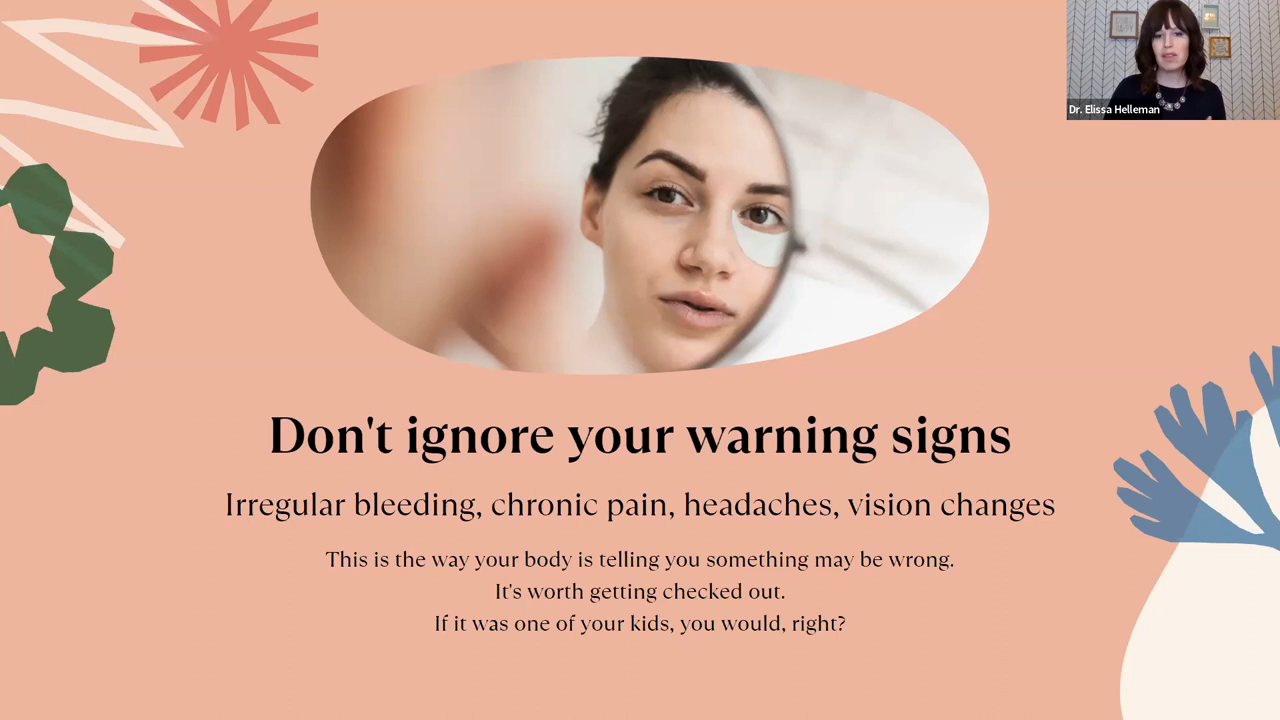 Dr. Elissa Helleman
Don't ignore your warning signs
Irregular bleeding, chronic pain, headaches, vision changes
This is the way your body is telling you something may be wrong.
It's worth getting checked out.
If it was one of your kids, you would, right?